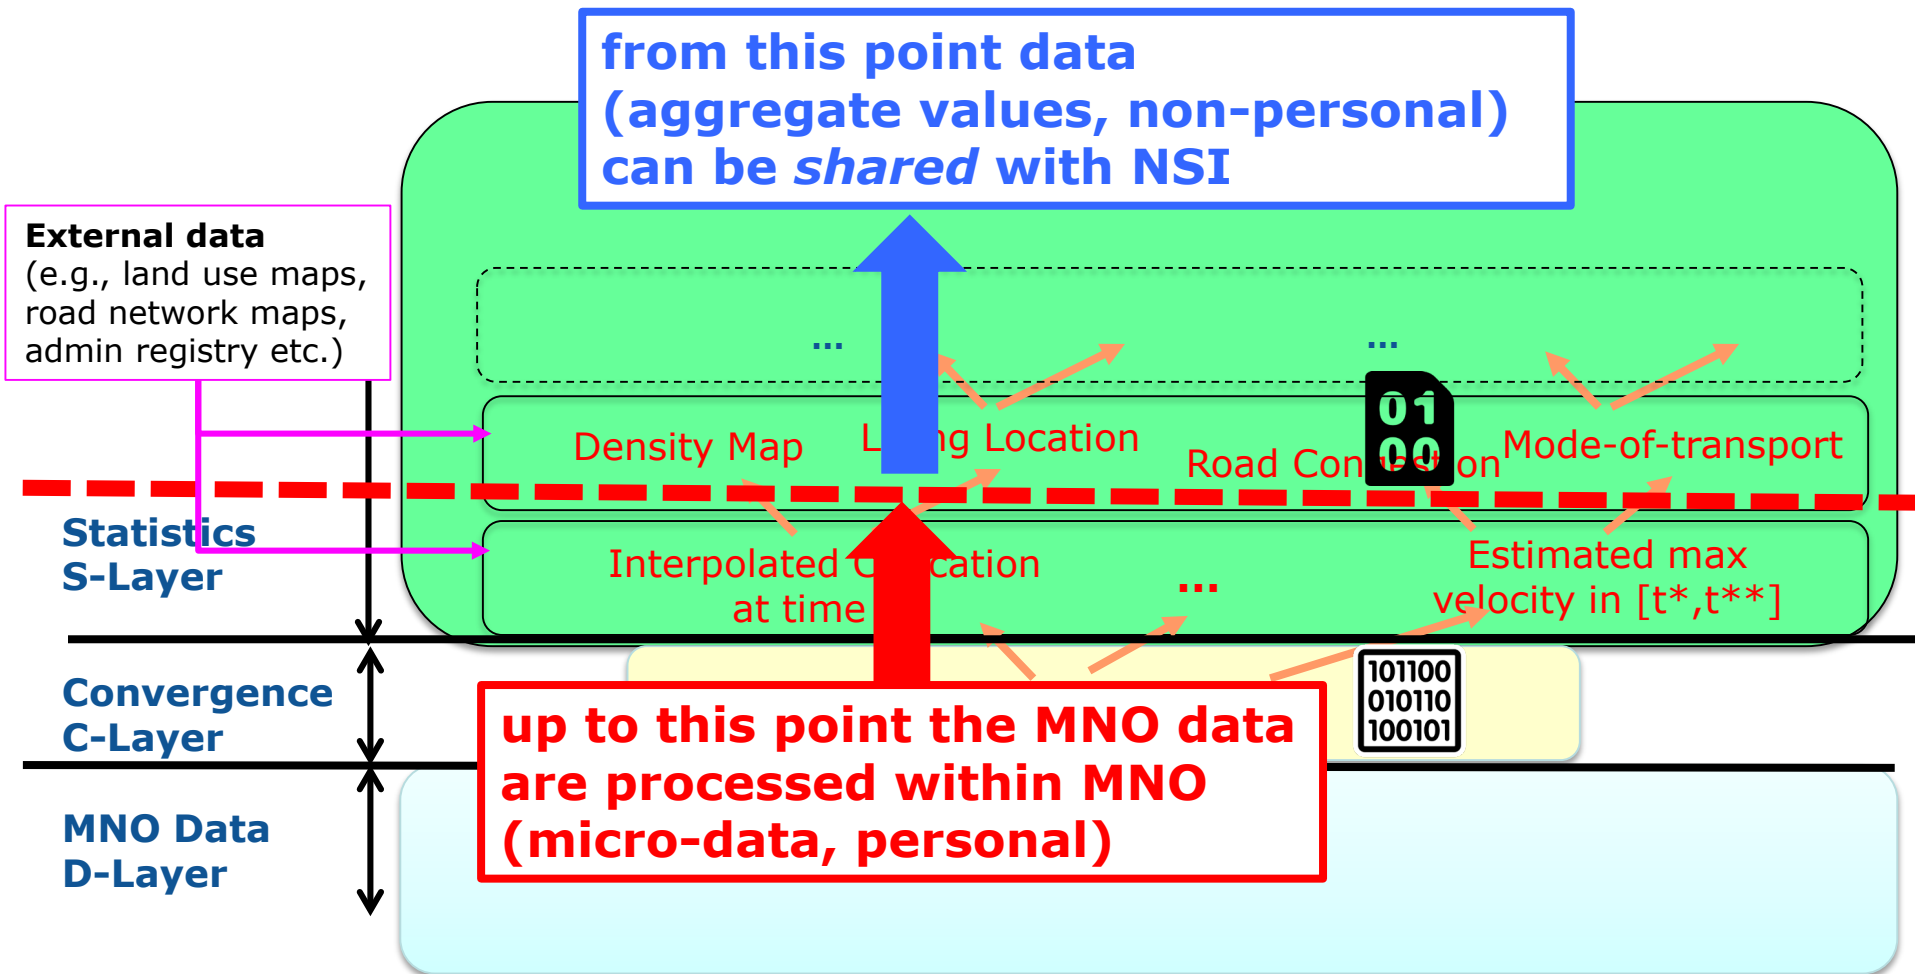 from this point data
(aggregate values, non-personal)
can be shared with NSI
External data
(e.g., land use maps,
road network maps,
admin registry etc.)
... ...
Density Map
Location
Road
Mode-of-transport
01
00
Statistics
S-Layer
Interpolated
at time
...
Estimated max
velocity in [t*,t**]
Convergence
C-Layer
101100
010110
100101
up to this point the MNO data
are processed within MNO
(micro-data, personal)
MNO Data
D-Layer